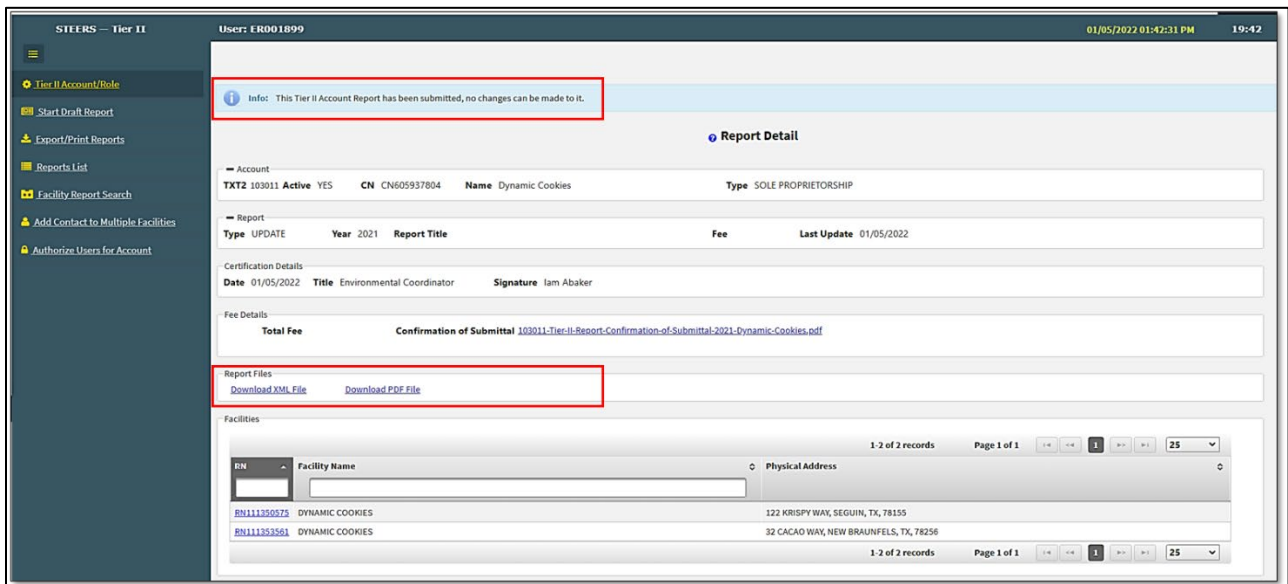 STEERS — Tier II User: ER001899 01/05/2022 01:42:31 PM 19:42
Tier II Account/Role
Start Draft Report
Export/Print Reports
Reports List
Facility Report Search
Add Contact to Multiple Facilities
Authorize Users for Account
Info: This Tier II Account Report has been submitted, no changes can be made to it.
Report Detail
Account
TXT2 103011 Active YES CN CN605937804 Name Dynamic Cookies Type SOLE PROPRIETORSHIP
Report
Type UPDATE Year 2021 Report Title Fee Last Update 01/05/2022
Certification Details
Date 01/05/2022 Title Environmental Coordinator Signature Iam Abaker
Fee Details
Total Fee Confirmation of Submittal 103011-Tier-II-Report-Confirmation-of-Submittal-2021-Dynamic-Cookies.pdf
Report Files
Download XML File Download PDF File
Facilities
1-2 of 2 records Page 1 of 1 1 25
RN Facility Name Physical Address
RN111350575 DYNAMIC COOKIES 122 KRISPY WAY, SEGUIN, TX, 78155
RN111353561 DYNAMIC COOKIES 32 CACAO WAY, NEW BRAUNFELS, TX, 78256
1-2 of 2 records Page 1 of 1 1 25